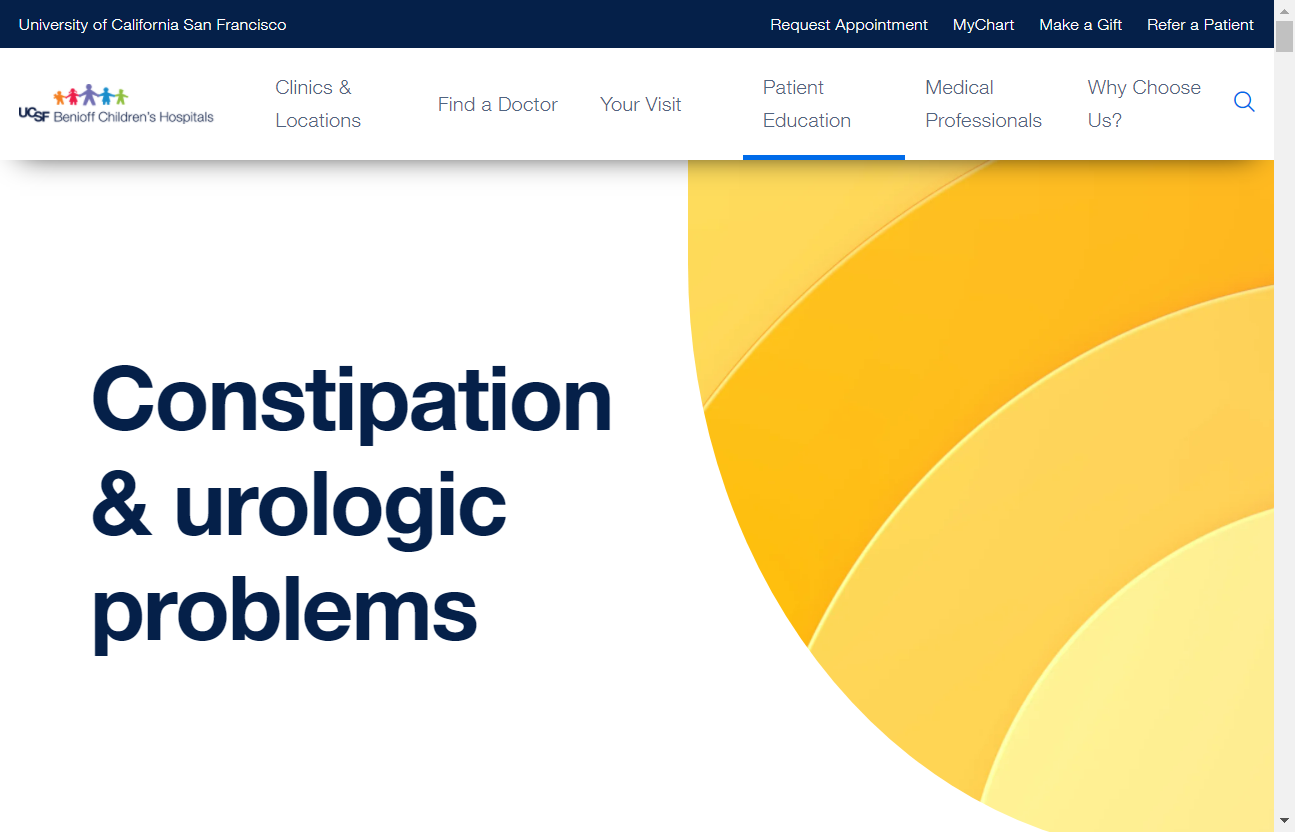 University of California San Francisco
Request Appointment MyChart Make a Gift Refer a Patient
UCSF Benioff Children's Hospitals
Clinics &
Locations
Find a Doctor
Your Visit
Patient
Education
Medical
Professionals
Why Choose
Us?
Constipation
& urologic
problems